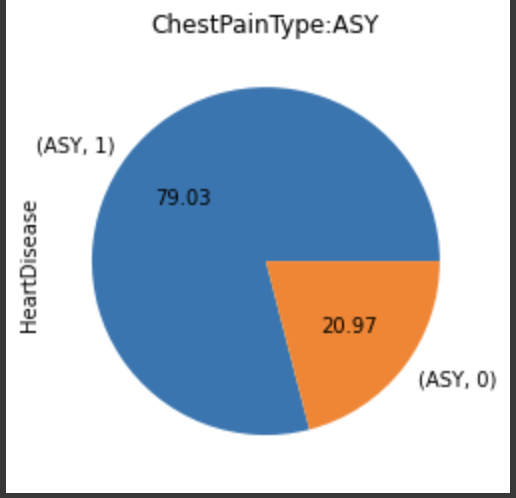 ChestPainType:ASY
(ASY, 1)
79.03
HeartDisease
20.97
(ASY, 0)